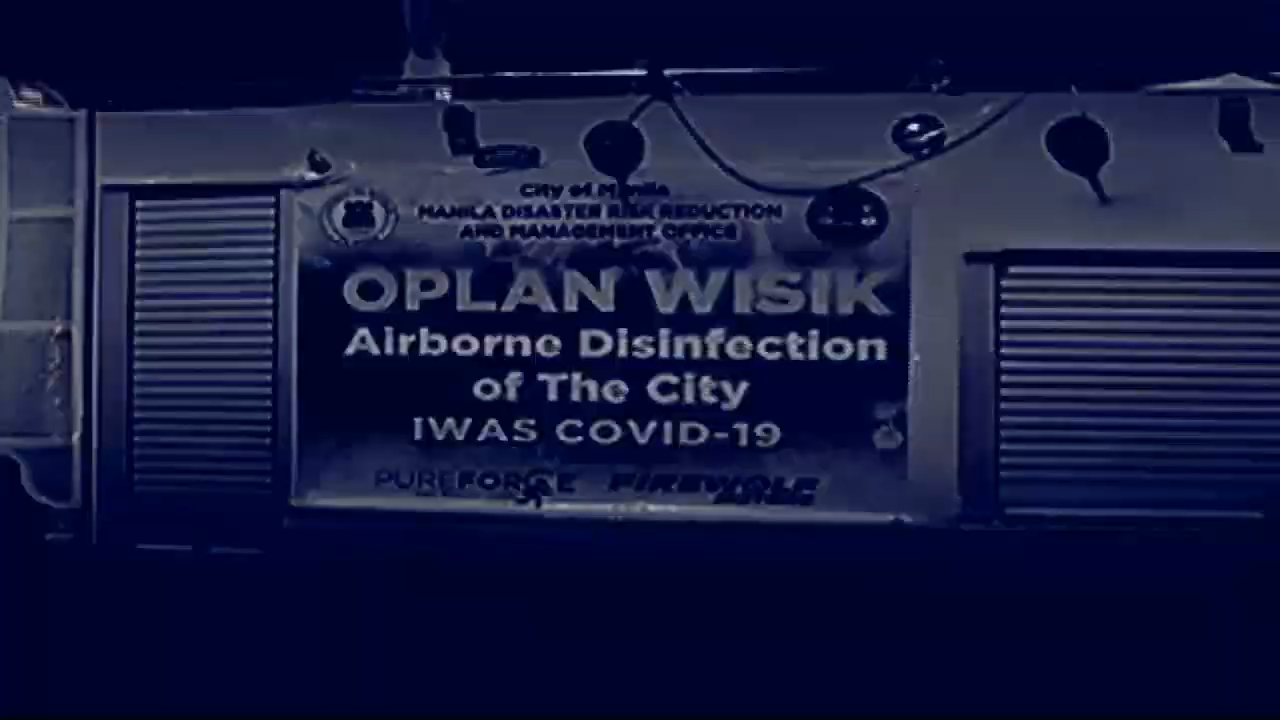 City of Manila
MANILA DISASTER RISK REDUCTION
AND MANAGEMENT OFFICE
OPLAN WISIK
Airborne Disinfection
of The City
IWAS COVID-19
PUREFORCE FIREWOLF